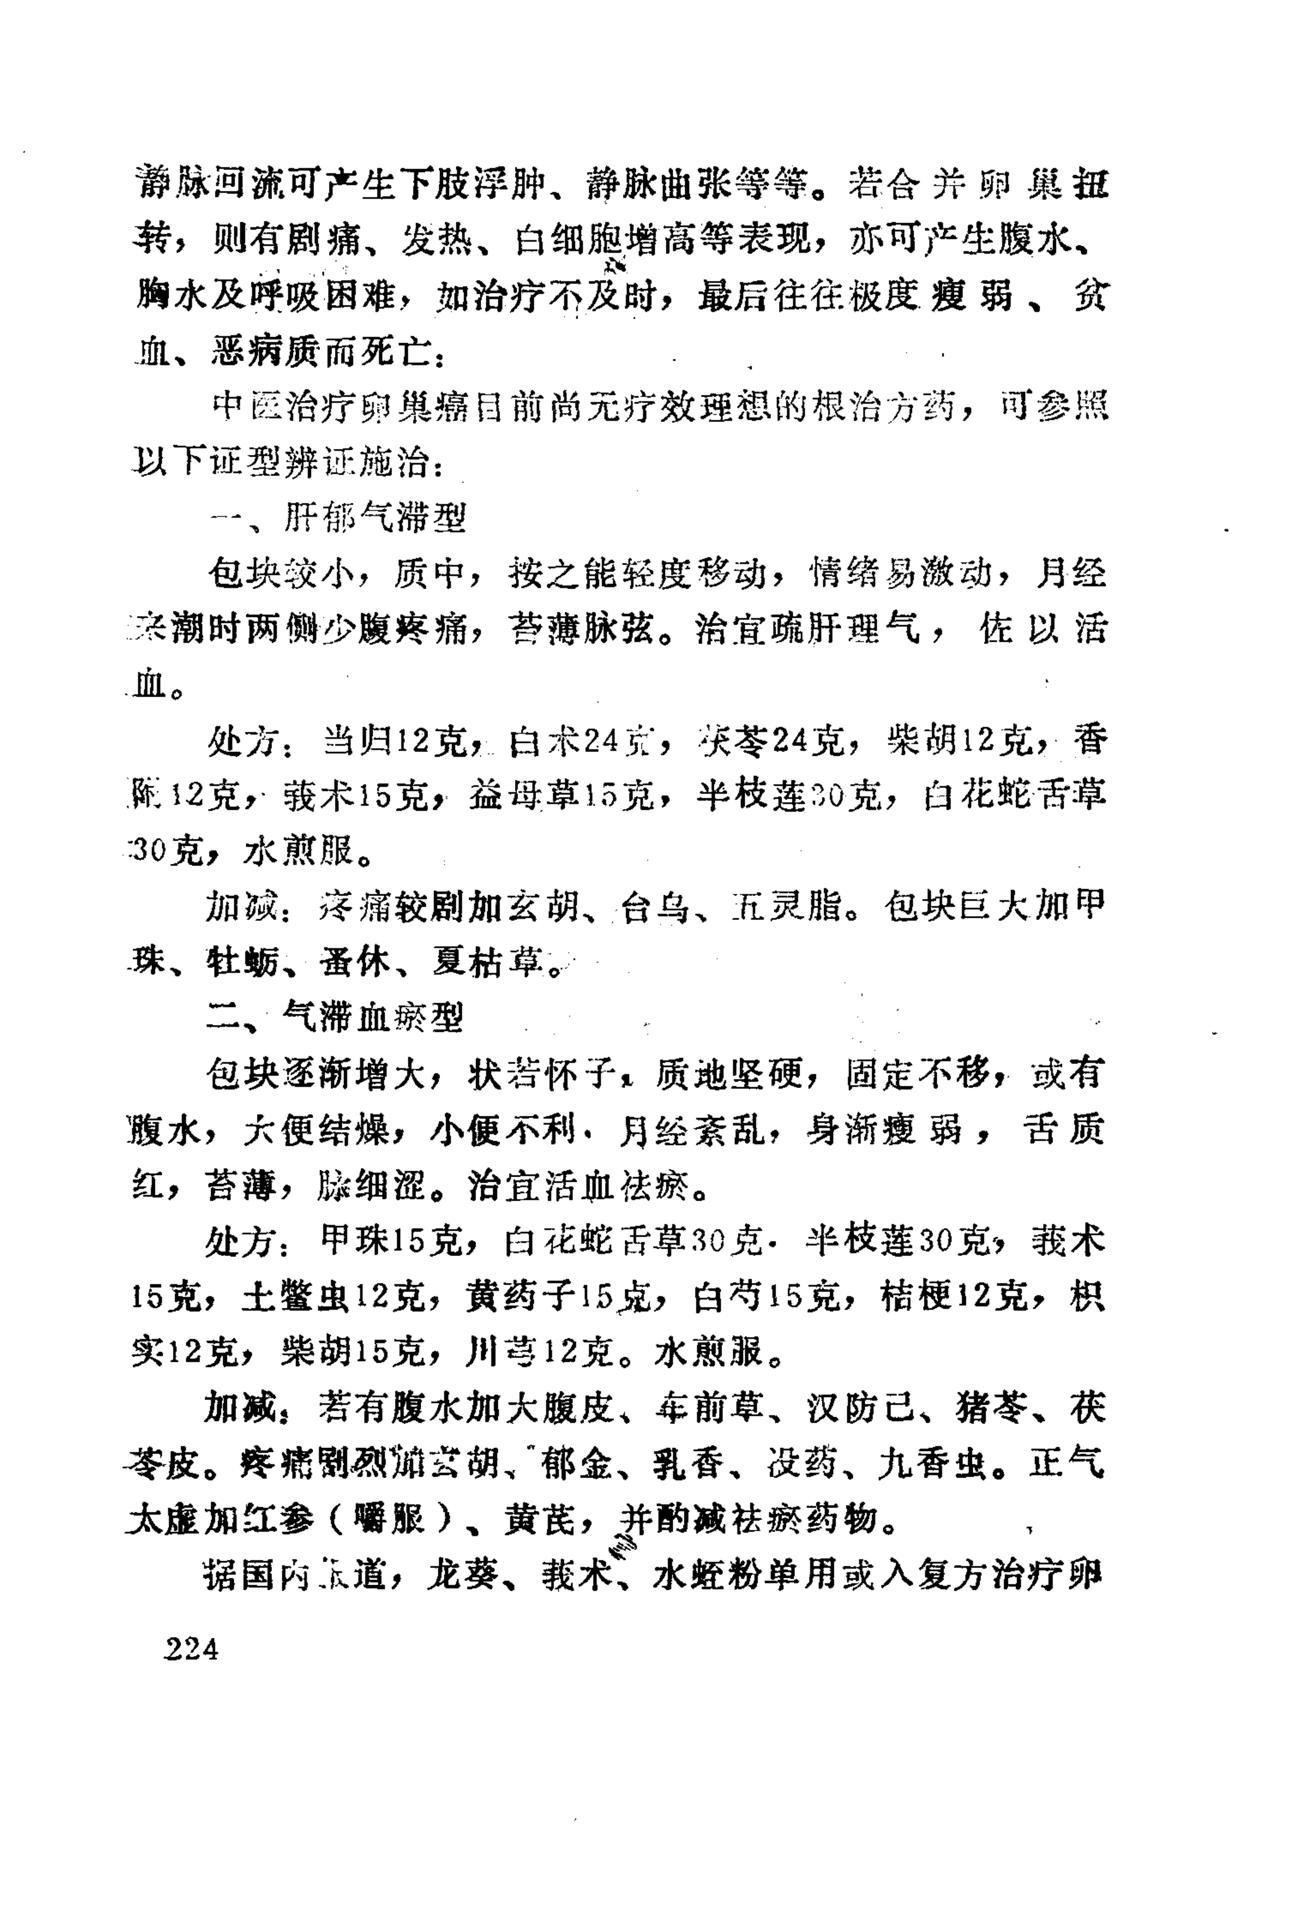 静脉回流可产生下肢浮肿、静脉曲张等等。若合并卵巢扭
转，则有剧痛、发热、白细胞增高等表现，亦可产生腹水、
胸水及呼吸困难，如治疗不及时，最后往往极度瘦弱、贫
血、恶病质而死亡：
中医治疗卵巢癌目前尚无疗效理想的根治方药，可参照
以下证型辨证施治：
一、肝郁气滞型
包块较小，质中，按之能轻度移动，情绪易激动，月经
来潮时两侧少腹疼痛，苔薄脉弦。治宜疏肝理气，佐以活
血。
处方：当归12克，白术24克，茯苓24克，柴胡12克，香
附12克，莪术15克，益母草15克，半枝莲30克，白花蛇舌草
30克，水煎服。
加减：疼痛较剧加玄胡、台乌、五灵脂。包块巨大加甲
珠、牡蛎、蚤休、夏枯草。
二、气滞血瘀型
包块逐渐增大，状若怀子，质地坚硬，固定不移，或有
腹水，大便结燥，小便不利．月经紊乱，身渐瘦弱，舌质
红，苔薄，脉细涩。治宜活血祛瘀。
处方：甲珠15克，白花蛇舌草30克．半枝莲30克，莪术
15克，土鳖虫12克，黄药子15克，白芍15克，桔梗12克，枳
实12克，柴胡15克，川芎12克。水煎服。
加减：若有腹水加大腹皮、车前草、汉防己、猪苓、茯
苓皮。疼痛剧烈加玄胡、郁金、乳香、没药、九香虫。正气
太虚加红参（嚼服）、黄芪，并酌减祛瘀药物。
据国内报道，龙葵、莪术、水蛭粉单用或入复方治疗卵
224